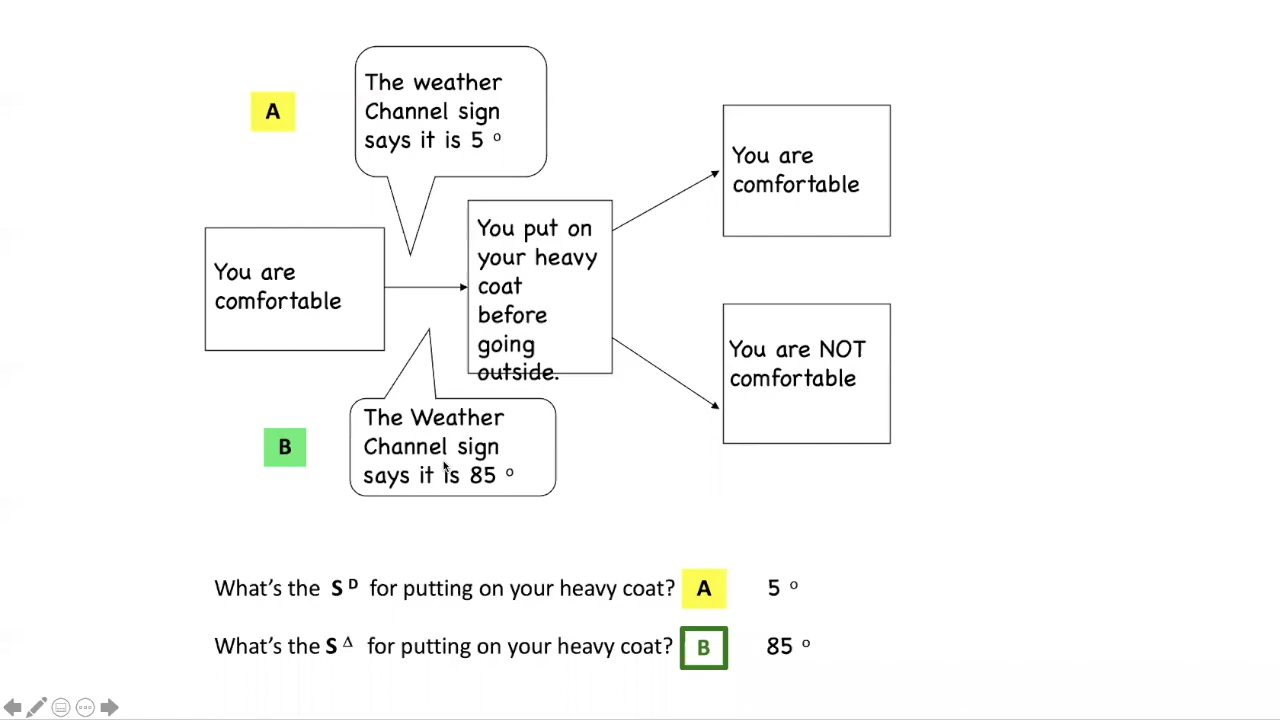 A
The weather
Channel sign
says it is 5 o
You are
comfortable
You put on
your heavy
coat
before
going
outside.
You are
comfortable
You are NOT
comfortable
B
The Weather
Channel sign
says it is 85 o
What's the S D for putting on your heavy coat? A 5 o
What's the S Δ for putting on your heavy coat? B 85 o